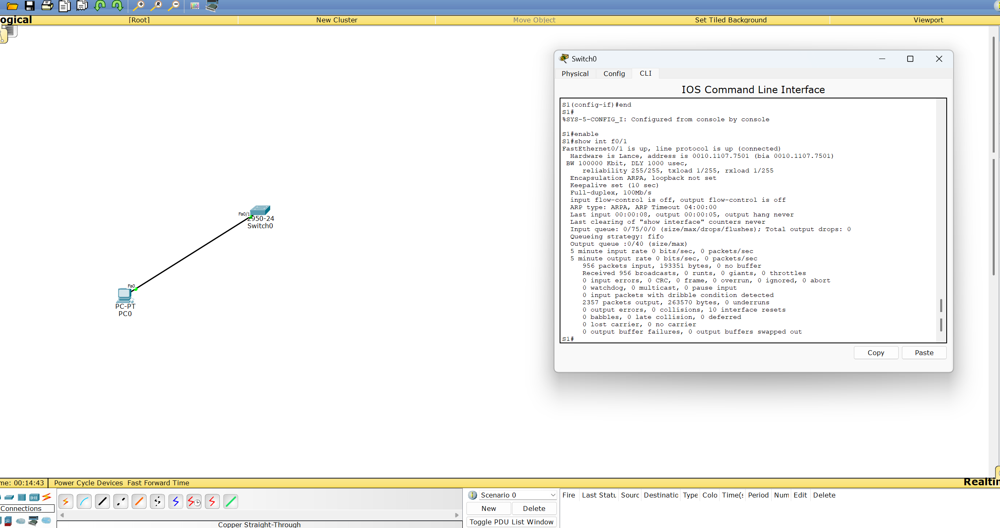 ogical [Root] New Cluster Move Object Set Tiled Background Viewport
Switch0
Physical Config CLI
IOS Command Line Interface
S1(config-if)#end
S1#
%SYS-5-CONFIG_I: Configured from console by console
S1#enable
S1#show int f0/1
FastEthernet0/1 is up, line protocol is up (connected)
Hardware is Lance, address is 0010.1107.7501 (bia 0010.1107.7501)
BW 100000 Kbit, DLY 1000 usec,
reliability 255/255, txload 1/255, rxload 1/255
Encapsulation ARPA, loopback not set
Keepalive set (10 sec)
Full-duplex, 100Mb/s
input flow-control is off, output flow-control is off
ARP type: ARPA, ARP Timeout 04:00:00
Last input 00:00:08, output 00:00:05, output hang never
Last clearing of "show interface" counters never
Input queue: 0/75/0/0 (size/max/drops/flushes); Total output drops: 0
Queueing strategy: fifo
Output queue :0/40 (size/max)
5 minute input rate 0 bits/sec, 0 packets/sec
5 minute output rate 0 bits/sec, 0 packets/sec
956 packets input, 193351 bytes, 0 no buffer
Received 956 broadcasts, 0 runts, 0 giants, 0 throttles
0 input errors, 0 CRC, 0 frame, 0 overrun, 0 ignored, 0 abort
0 watchdog, 0 multicast, 0 pause input
0 input packets with dribble condition detected
2357 packets output, 263570 bytes, 0 underruns
0 output errors, 0 collisions, 10 interface resets
0 babbles, 0 late collision, 0 deferred
0 lost carrier, 0 no carrier
0 output buffer failures, 0 output buffers swapped out
S1#
Copy Paste
Fa0/1
2950-24
Switch0
Fa0
PC-PT
PC0
me: 00:14:43 Power Cycle Devices Fast Forward Time Realtim
Connections
Copper Straight-Through
Scenario 0
New Delete
Toggle PDU List Window
Fire Last Statu Sourc Destinatio Type Colo Time(s Period Num Edit Delete